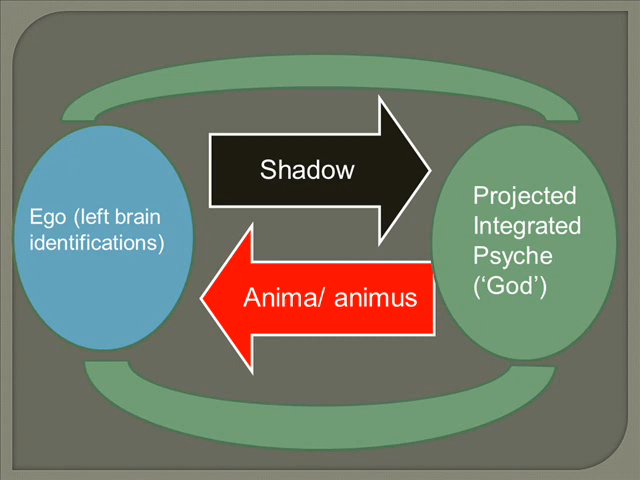 Shadow
Ego (left brain
identifications)
Projected
Integrated
Psyche
(‘God’)
Anima/ animus